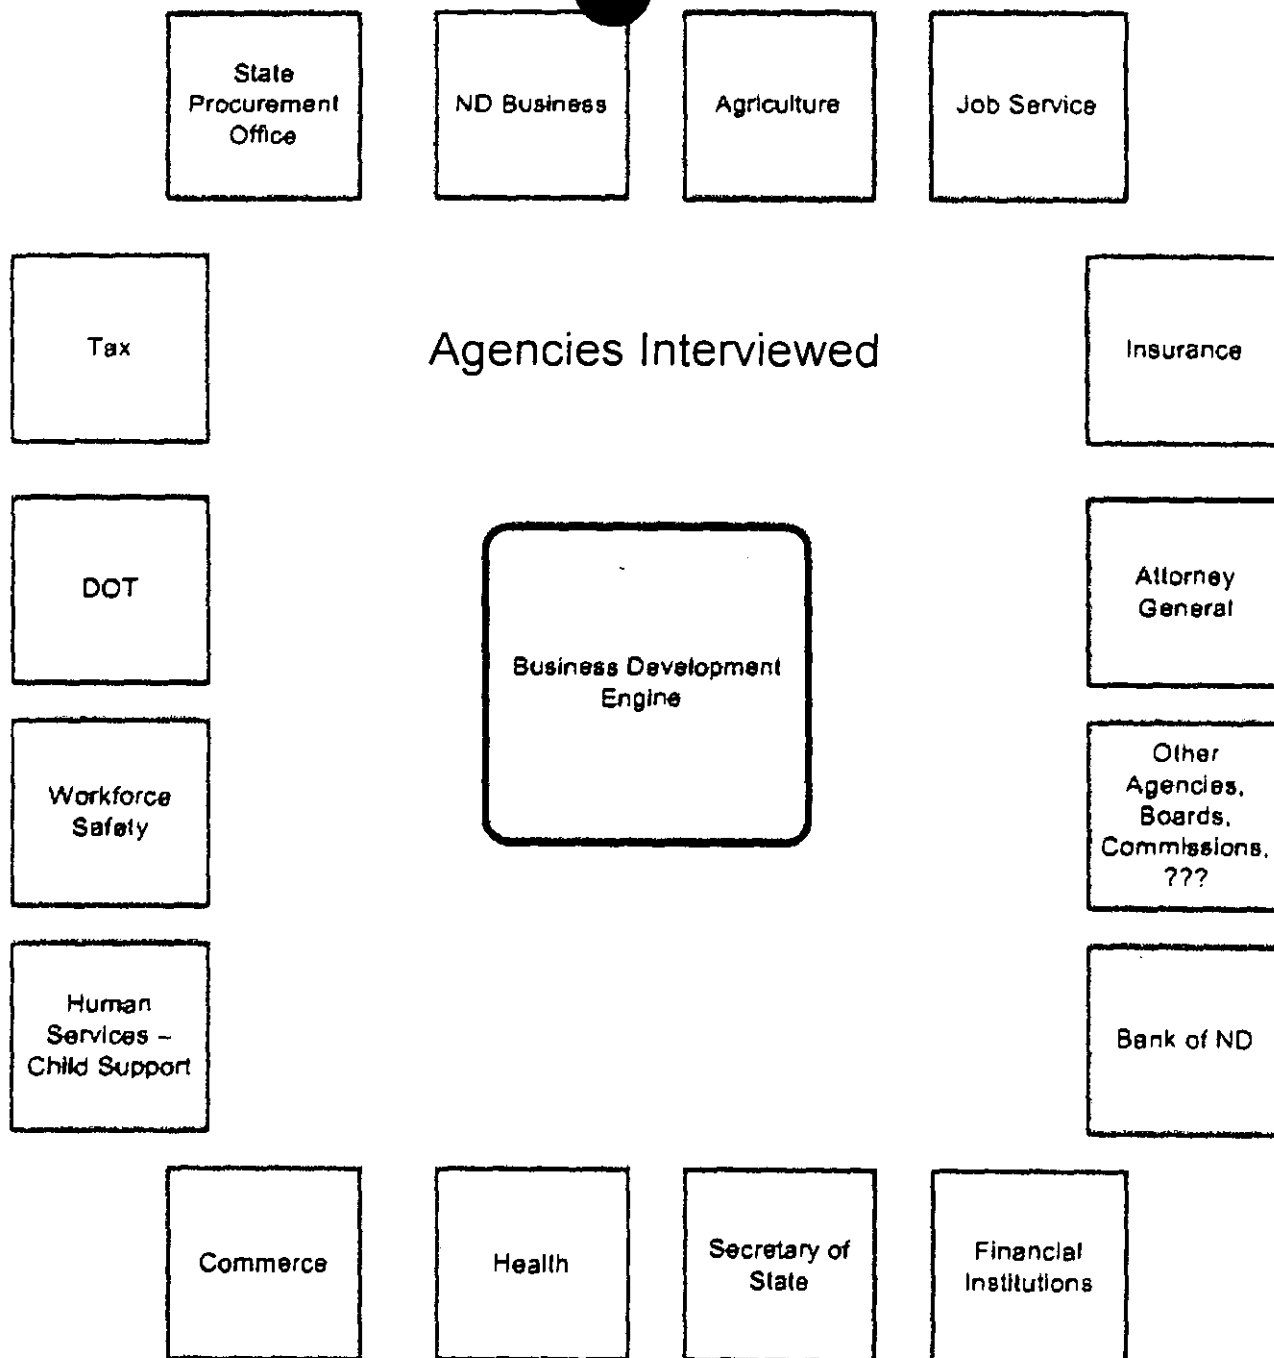 State
Procurement
Office
ND Business
Agriculture
Job Service
Tax
Agencies Interviewed
Insurance
DOT
Attorney
General
Business Development
Engine
Workforce
Safety
Other
Agencies,
Boards,
Commissions,
???
Human
Services –
Child Support
Bank of ND
Commerce
Health
Secretary of
State
Financial
Institutions